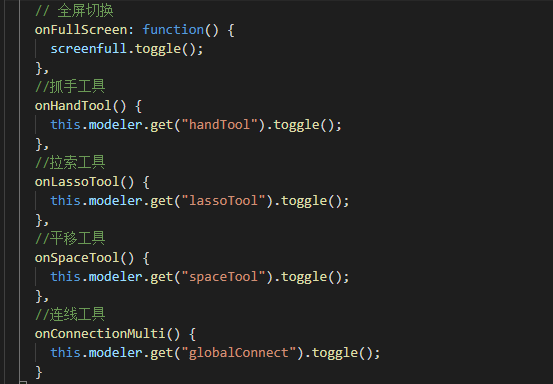 // 全屏切换
onFullScreen: function() {
screenfull.toggle();
},
//抓手工具
onHandTool() {
this.modeler.get("handTool").toggle();
},
//拉索工具
onLassoTool() {
this.modeler.get("lassoTool").toggle();
},
//平移工具
onSpaceTool() {
this.modeler.get("spaceTool").toggle();
},
//连线工具
onConnectionMulti() {
this.modeler.get("globalConnect").toggle();
}